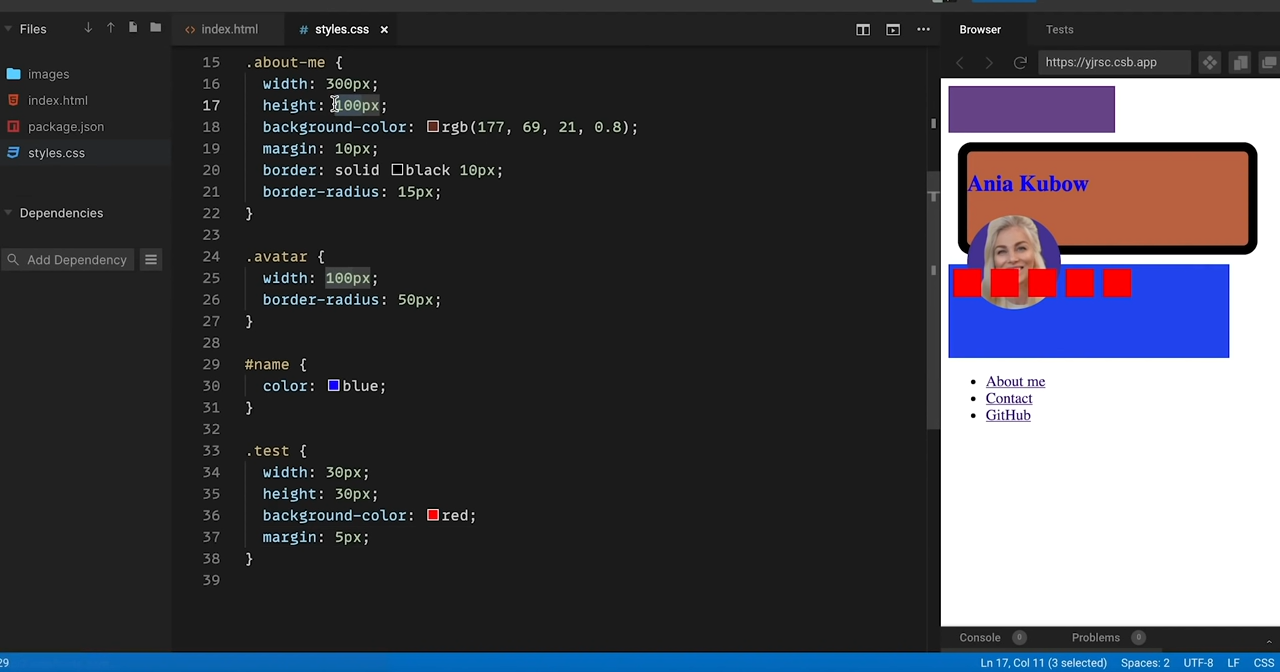 Files
index.html
styles.css
Browser
Tests
https://yjrsc.csb.app
images
index.html
package.json
styles.css
Dependencies
Add Dependency
15 .about-me {
16 width: 300px;
17 height: 100px;
18 background-color: rgb(177, 69, 21, 0.8);
19 margin: 10px;
20 border: solid black 10px;
21 border-radius: 15px;
22 }
23
24 .avatar {
25 width: 100px;
26 border-radius: 50px;
27 }
28
29 #name {
30 color: blue;
31 }
32
33 .test {
34 width: 30px;
35 height: 30px;
36 background-color: red;
37 margin: 5px;
38 }
39
Ania Kubow
About me
Contact
GitHub
Console 0 Problems 0
29 Ln 17, Col 11 (3 selected) Spaces: 2 UTF-8 LF CSS